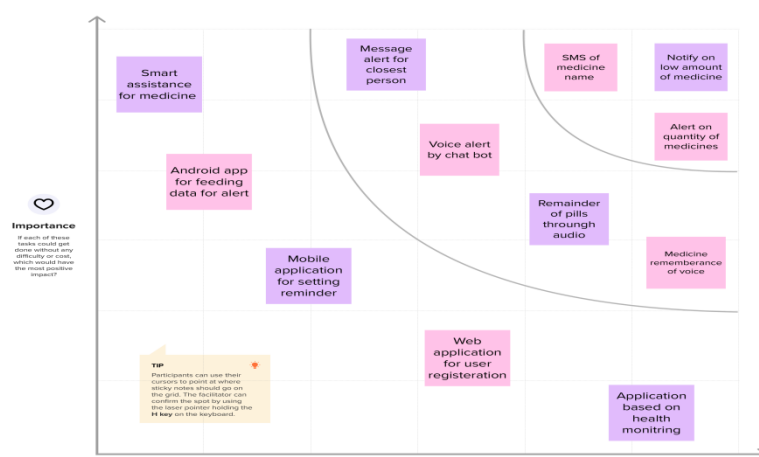 Smart
assistance
for medicine
Message
alert for
closest
person
SMS of
medicine
name
Notify on
low amount
of medicine
Alert on
quantity of
medicines
Voice alert
by chat bot
Android app
for feeding
data for alert
Remainder
of pills
througgh
audio
Medicine
rememberance
of voice
Mobile
application
for setting
reminder
Importance
If each of these
tasks could get
done without any
difficulty or cost,
which would have
the most positive
impact?
Web
application
for user
registeration
Application
based on
health
monitring
TIP
Participants can use their
cursors to point at where
sticky notes should go on
the grid. The facilitator can
confirm the spot by using
the laser pointer holding the
H key on the keyboard.